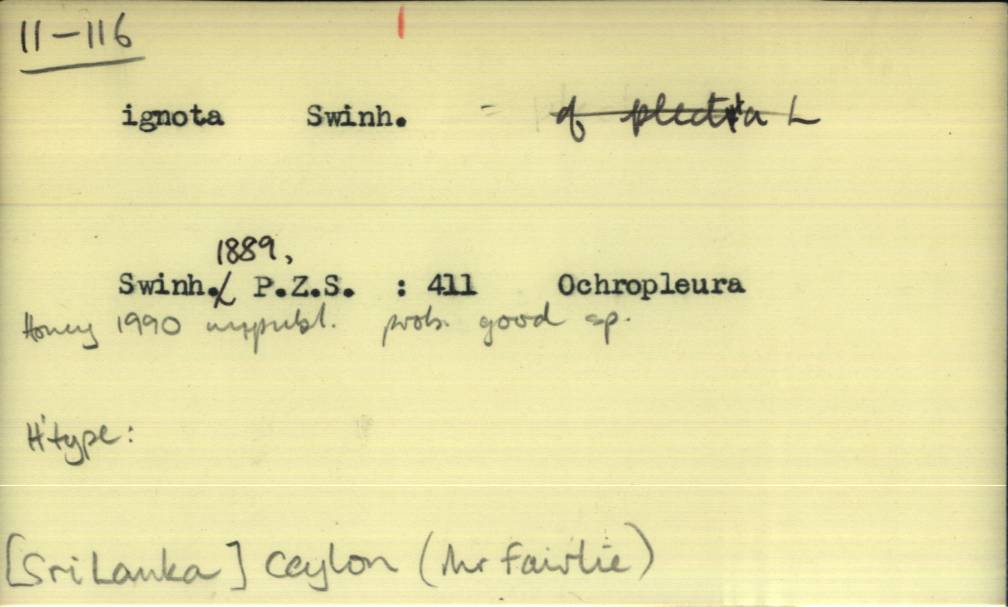 11-116
ignota Swinh. = of plecta L
1889,
Swinh. P.Z.S. : 411 Ochropleura
Honey 1990 unpubl. prob. good sp.
H'type:
[Sri Lanka] Ceylon (Mr Fairlie)